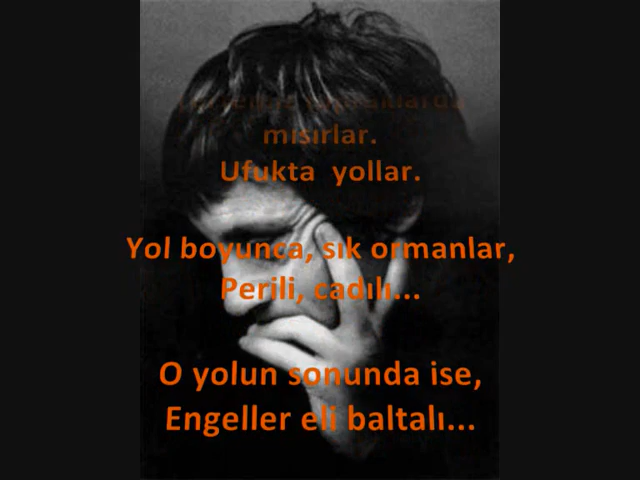 mısırlar.
Ufukta yollar.
Yol boyunca, sık ormanlar,
Perili, cadılı...
O yolun sonunda ise,
Engeller eli baltalı...